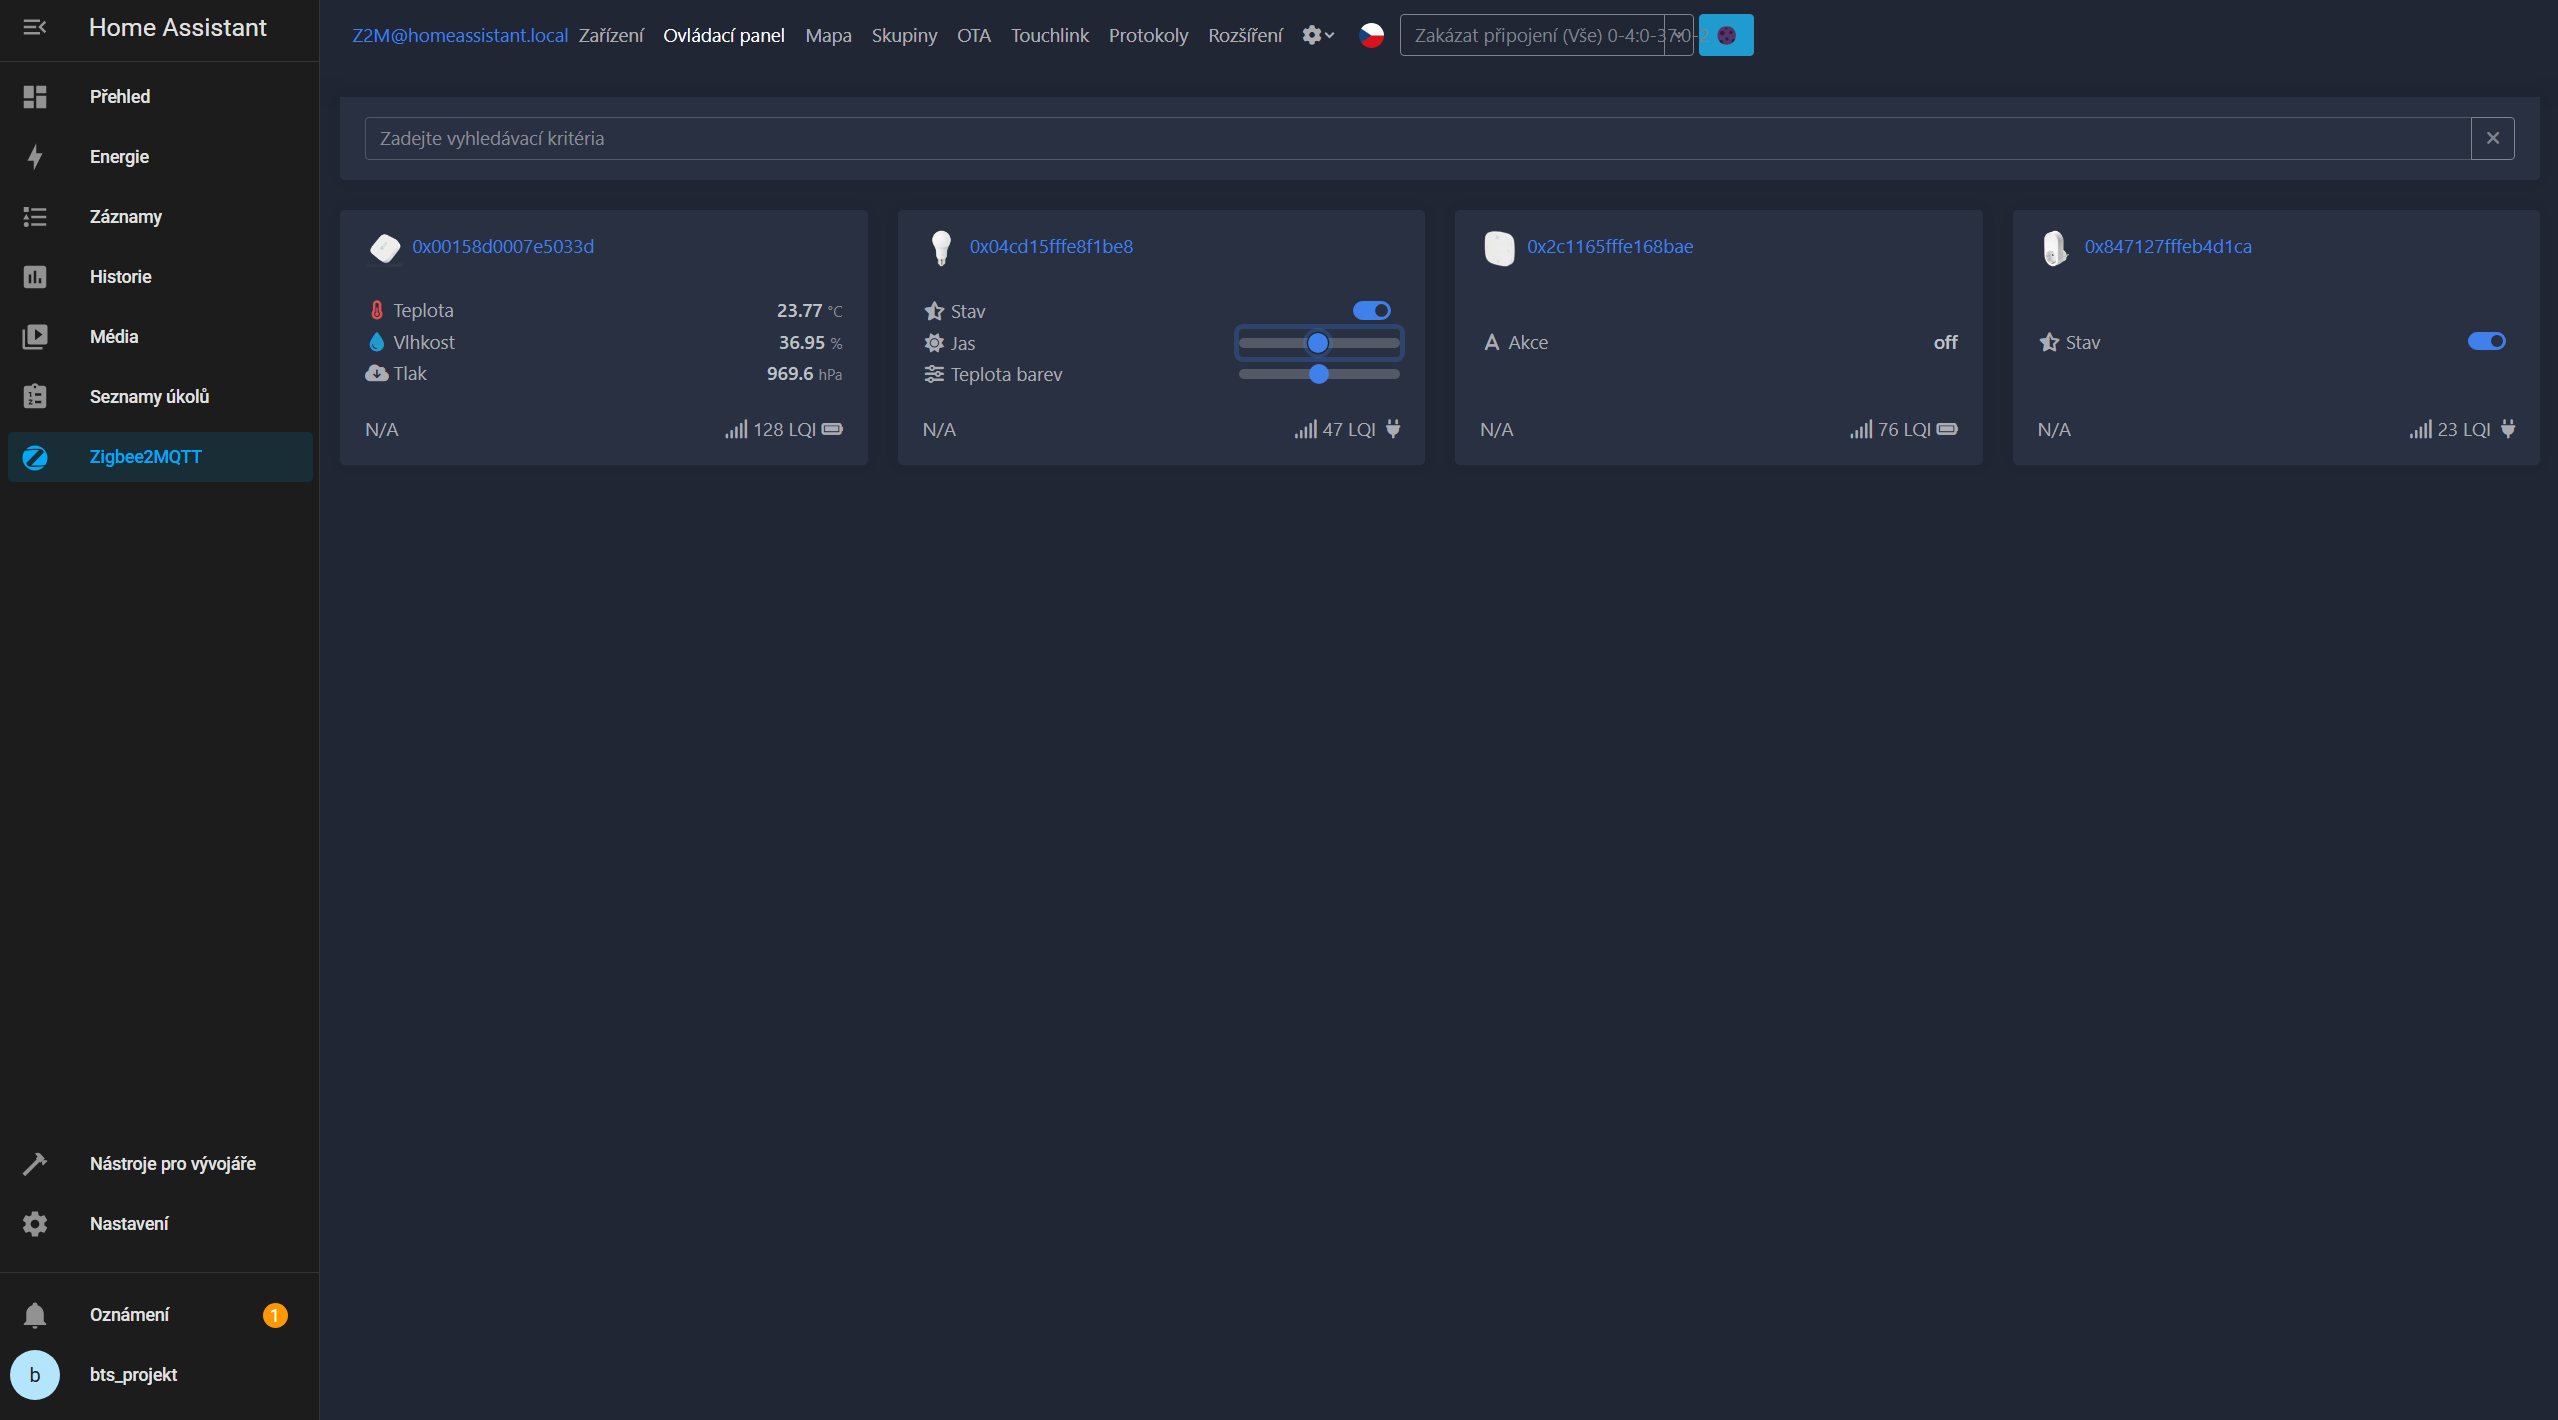 Home Assistant
Přehled
Energie
Záznamy
Historie
Média
Seznamy úkolů
Zigbee2MQTT
Nástroje pro vývojáře
Nastavení
Oznámení 1
b bts_projekt
Z2M@homeassistant.local Zařízení Ovládací panel Mapa Skupiny OTA Touchlink Protokoly Rozšíření Zakázat připojení (Vše) 0-4:0-37:0-
Zadejte vyhledávací kritéria
0x00158d0007e5033d
Teplota 23.77 °C
Vlhkost 36.95 %
Tlak 969.6 hPa
N/A 128 LQI
0x04cd15fffe8f1be8
Stav
Jas
Teplota barev
N/A 47 LQI
0x2c1165fffe168bae
Akce off
N/A 76 LQI
0x847127fffeb4d1ca
Stav
N/A 23 LQI